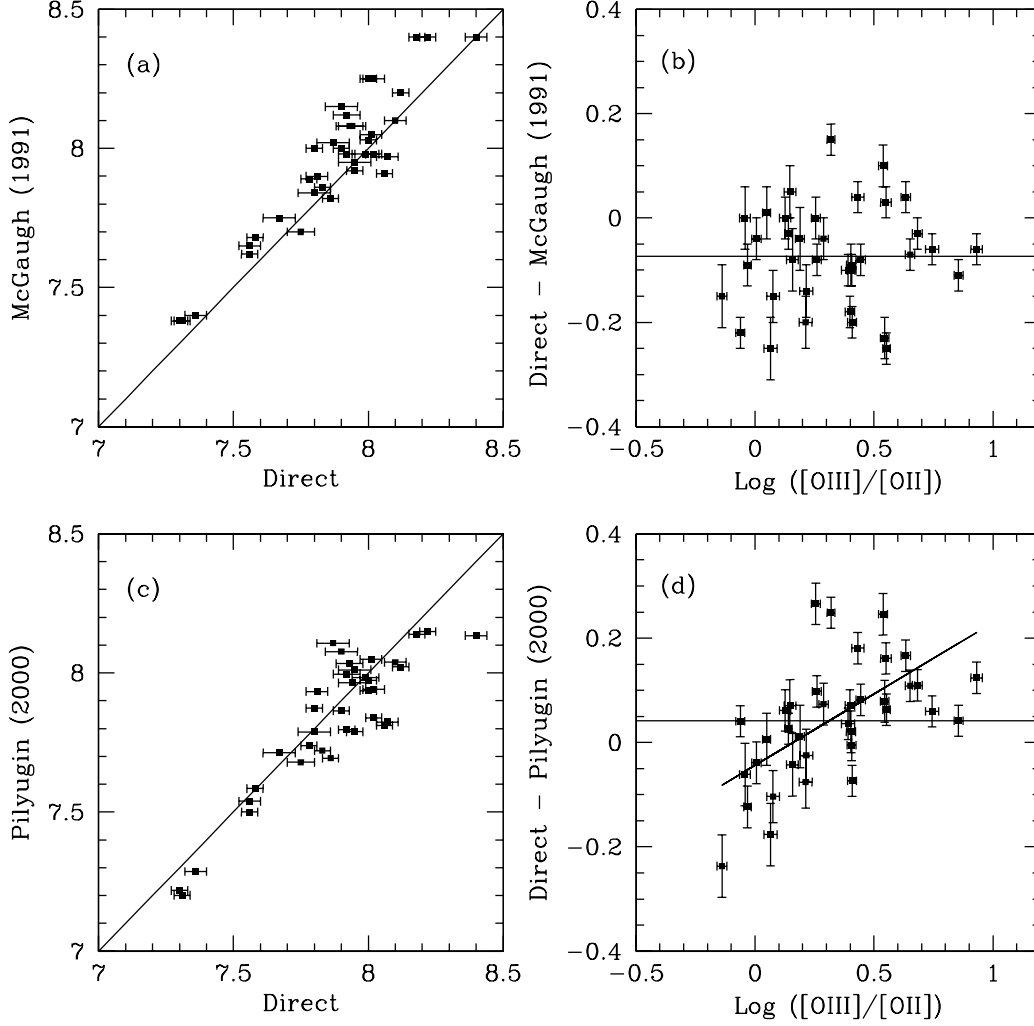 8.5
(a)
McGaugh (1991)
8
7.5
7
7
7.5
8
8.5
Direct
0.4
(b)
Direct − McGaugh (1991)
0.2
0
−0.2
−0.4
−0.5
0
0.5
1
Log ([OIII]/[OII])
8.5
(c)
Pilyugin (2000)
8
7.5
7
7
7.5
8
8.5
Direct
0.4
(d)
Direct − Pilyugin (2000)
0.2
0
−0.2
−0.4
−0.5
0
0.5
1
Log ([OIII]/[OII])